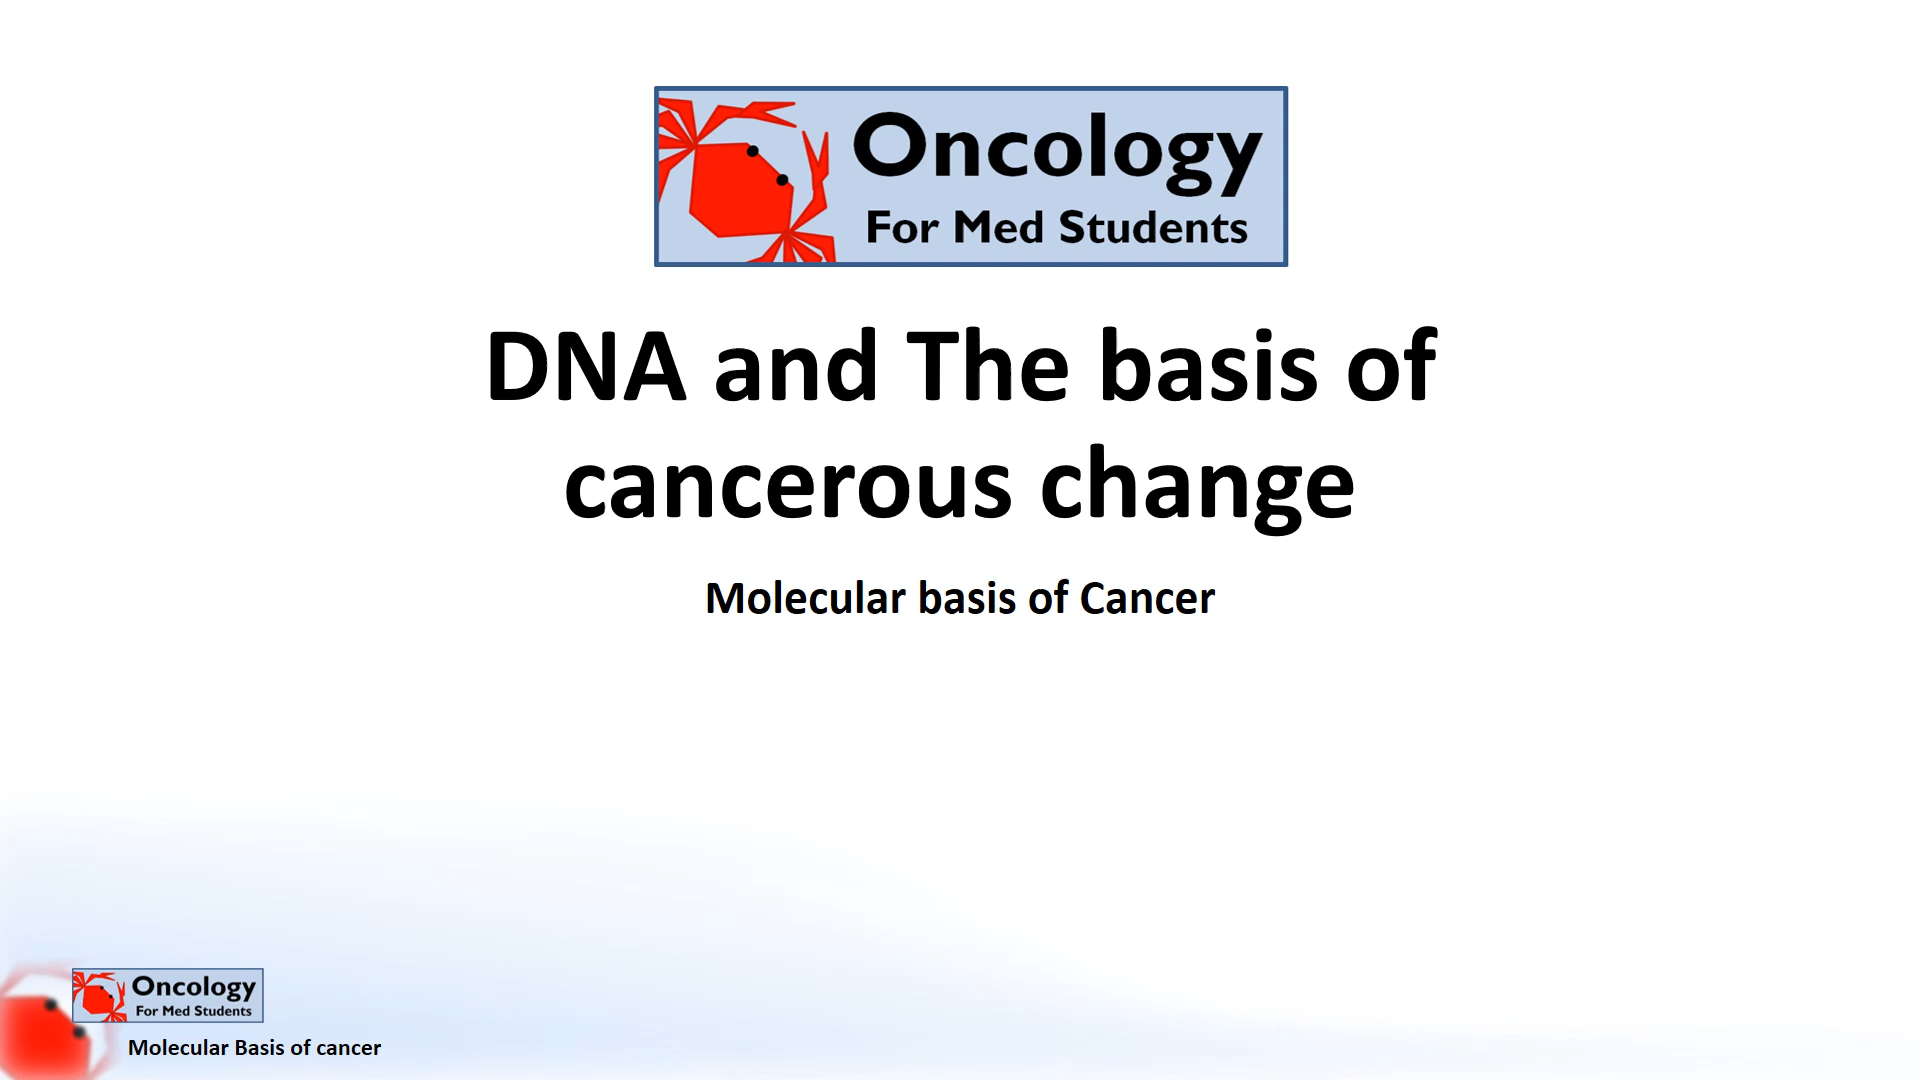 Oncology
For Med Students
DNA and The basis of
cancerous change
Molecular basis of Cancer
Oncology
For Med Students
Molecular Basis of cancer